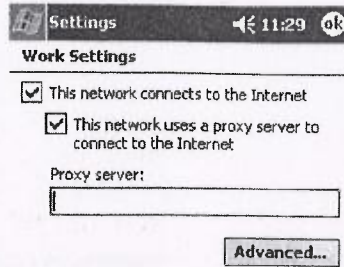 Settings
11:29
ok
Work Settings
This network connects to the Internet
This network uses a proxy server to
connect to the Internet
Proxy server:
Advanced...